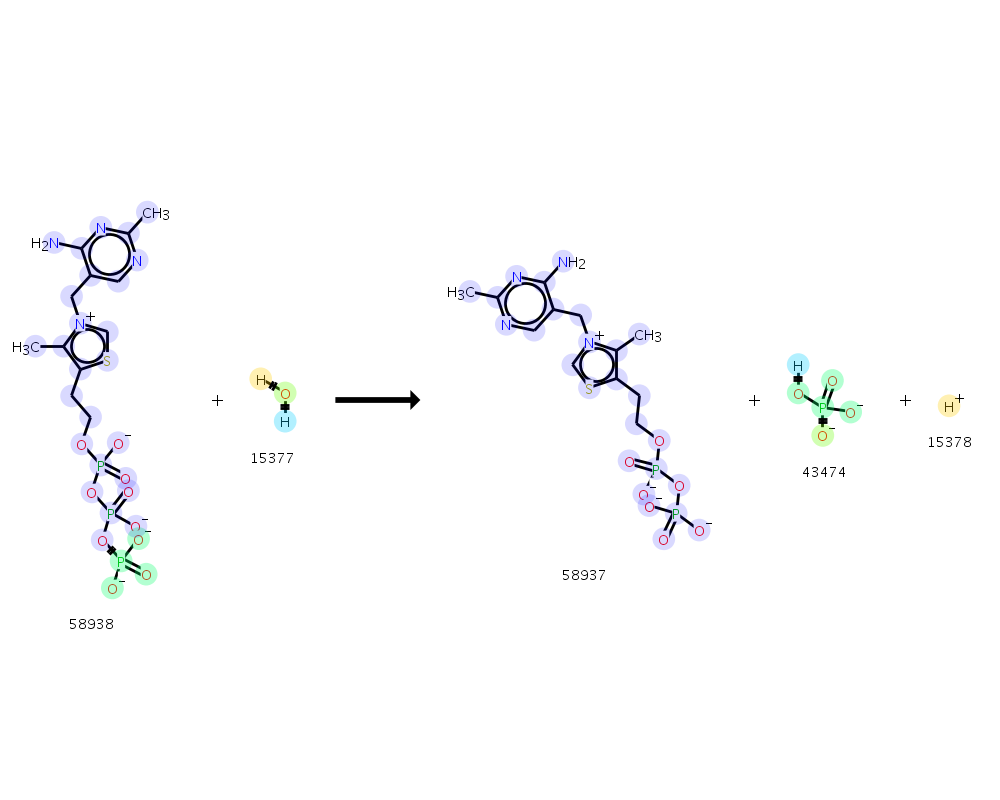 CH3
N
H2N
N
N+
H3C
S
O
O−
P
O
O
O
P
O−
O
O−
P
O
O−
58938
+
H
O
H
15377
NH2
N
H3C
N
N+
CH3
S
O
O
P
O−
O
O−
P
O
O−
58937
+
H
O
O
P
O−
O−
43474
+
H+
15378